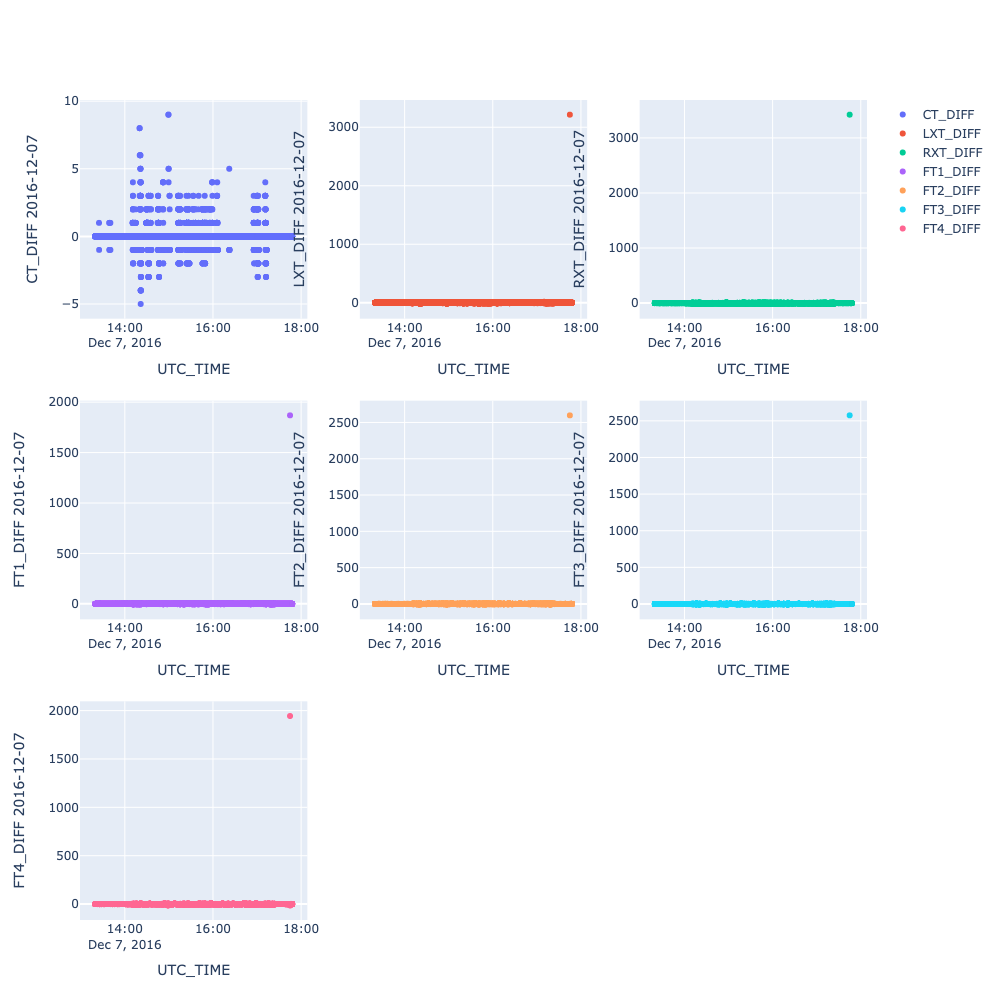 CT_DIFF 2016-12-07
10
5
0
−5
14:00
16:00
18:00
Dec 7, 2016
UTC_TIME
LXT_DIFF 2016-12-07
3000
2000
1000
0
14:00
16:00
18:00
Dec 7, 2016
UTC_TIME
RXT_DIFF 2016-12-07
3000
2000
1000
0
14:00
16:00
18:00
Dec 7, 2016
UTC_TIME
CT_DIFF
LXT_DIFF
RXT_DIFF
FT1_DIFF
FT2_DIFF
FT3_DIFF
FT4_DIFF
FT1_DIFF 2016-12-07
2000
1500
1000
500
0
14:00
16:00
18:00
Dec 7, 2016
UTC_TIME
FT2_DIFF 2016-12-07
2500
2000
1500
1000
500
0
14:00
16:00
18:00
Dec 7, 2016
UTC_TIME
FT3_DIFF 2016-12-07
2500
2000
1500
1000
500
0
14:00
16:00
18:00
Dec 7, 2016
UTC_TIME
FT4_DIFF 2016-12-07
2000
1500
1000
500
0
14:00
16:00
18:00
Dec 7, 2016
UTC_TIME